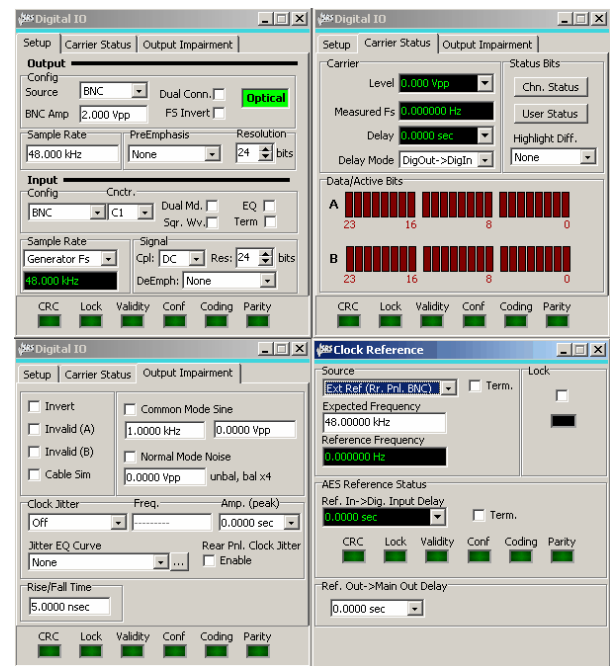 Digital IO
Setup Carrier Status Output Impairment
Output
Config
Source BNC Dual Conn. Optical
BNC Amp 2.000 Vpp FS Invert
Sample Rate PreEmphasis Resolution
48.000 kHz None 24 bits
Input
Config Cnctr.
BNC C1 Dual Md. EQ
Sqr. Wv. Term
Sample Rate Signal
Generator Fs Cpl: DC Res: 24 bits
48.000 kHz DeEmph: None
CRC Lock Validity Conf Coding Parity
Digital IO
Setup Carrier Status Output Impairment
Carrier Status Bits
Level 0.000 Vpp Chn. Status
Measured Fs 0.000000 Hz User Status
Delay 0.0000 sec Highlight Diff.
Delay Mode DigOut->DigIn None
Data/Active Bits
A
23 16 8 0
B
23 16 8 0
CRC Lock Validity Conf Coding Parity
Digital IO
Setup Carrier Status Output Impairment
Invert Common Mode Sine
Invalid (A) 1.0000 kHz 0.0000 Vpp
Invalid (B) Normal Mode Noise
Cable Sim 0.0000 Vpp unbal, bal x4
Clock Jitter Freq. Amp. (peak)
Off --------- 0.0000 sec
Jitter EQ Curve Rear Pnl. Clock Jitter
None ... Enable
Rise/Fall Time
5.0000 nsec
CRC Lock Validity Conf Coding Parity
Clock Reference
Source Lock
Ext Ref (Rr. Pnl. BNC) Term.
Expected Frequency
48.00000 kHz
Reference Frequency
0.000000 Hz
AES Reference Status
Ref. In->Dig. Input Delay
0.0000 sec Term.
CRC Lock Validity Conf Coding Parity
Ref. Out->Main Out Delay
0.0000 sec